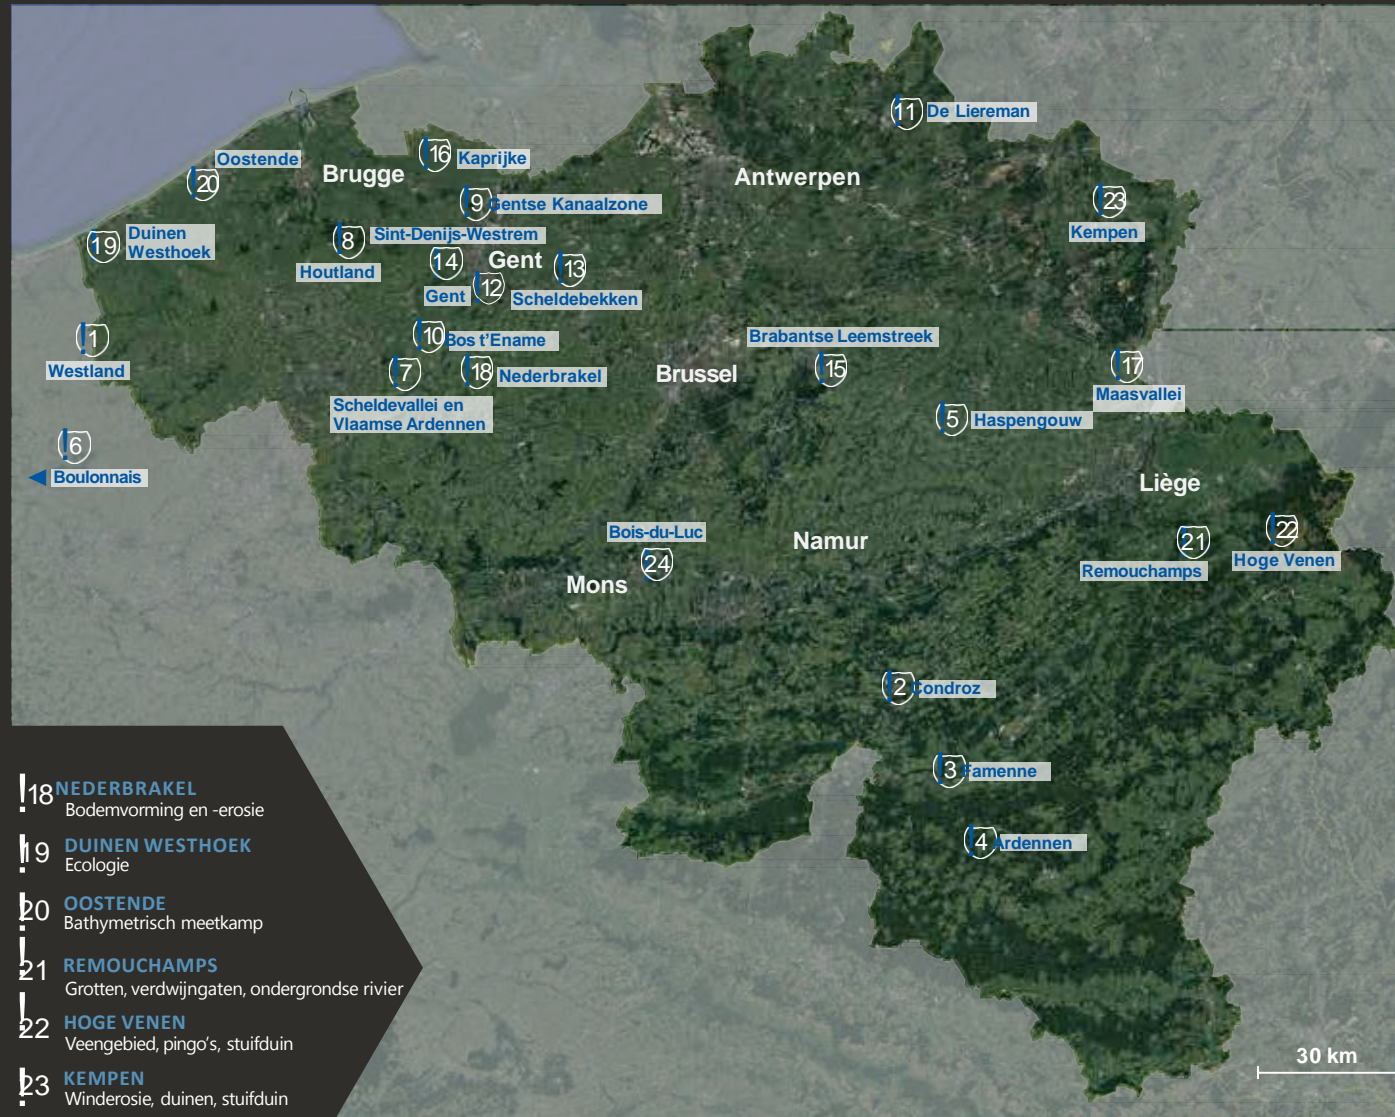 11 De Liereman
Oostende
20
16 Kaprijke
Brugge
Antwerpen
9 Gentse Kanaalzone
23
Kempen
19 Duinen
Westhoek
8
Houtland
Sint-Denijs-Westrem
14
Gent
13
Gent
12
Scheldebekken
1
Westland
10 Bos t’Ename
7
Scheldevallei en
Vlaamse Ardennen
18 Nederbrakel
Brussel
Brabantse Leemstreek
15
17
Maasvallei
5 Haspengouw
6
Boulonnais
Liège
Bois-du-Luc
24
Namur
Mons
21
Remouchamps
22
Hoge Venen
2 Condroz
3 Famenne
4 Ardennen
! 18 NEDERBRAKEL
Bodemvorming en -erosie
! 19 DUINEN WESTHOEK
Ecologie
! 20 OOSTENDE
Bathymetrisch meetkamp
! 21 REMOUCHAMPS
Grotten, verdwijngaten, ondergrondse rivier
! 22 HOGE VENEN
Veengebied, pingo’s, stuifduin
! 23 KEMPEN
Winderosie, duinen, stuifduin
30 km